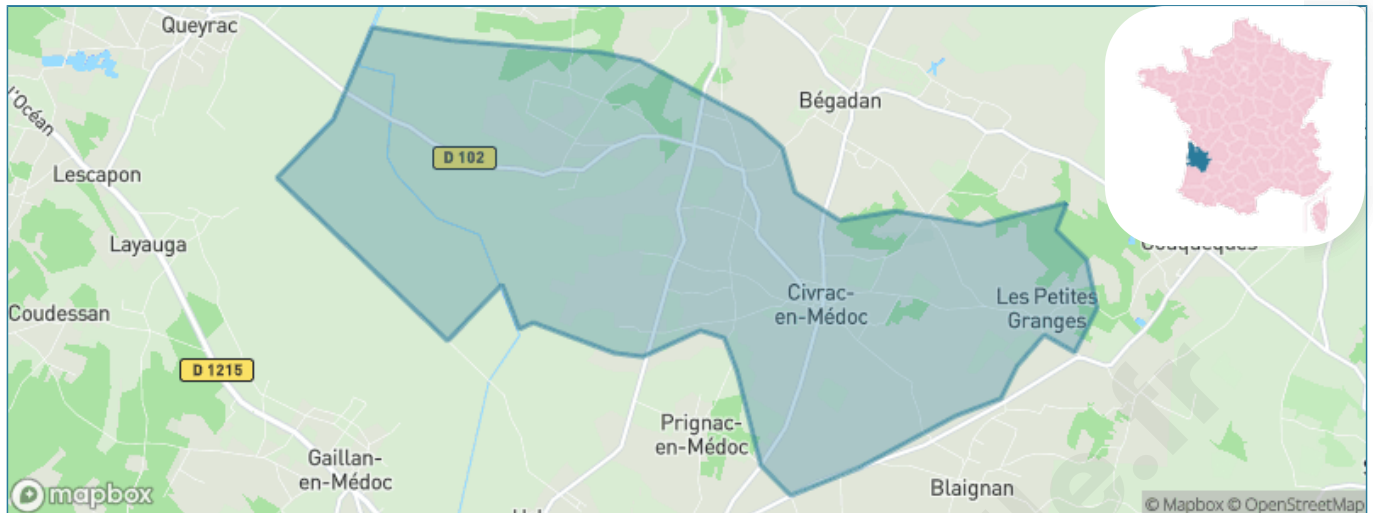 Queyrac
l'Océan
Bégadan
D 102
Lescapon
Layauga
Civrac-
en-Médoc
Les Petites
Granges
Coudessan
D 1215
Prignac-
en-Médoc
Gaillan-
en-Médoc
Blaignan
mapbox
© Mapbox © OpenStreetMap